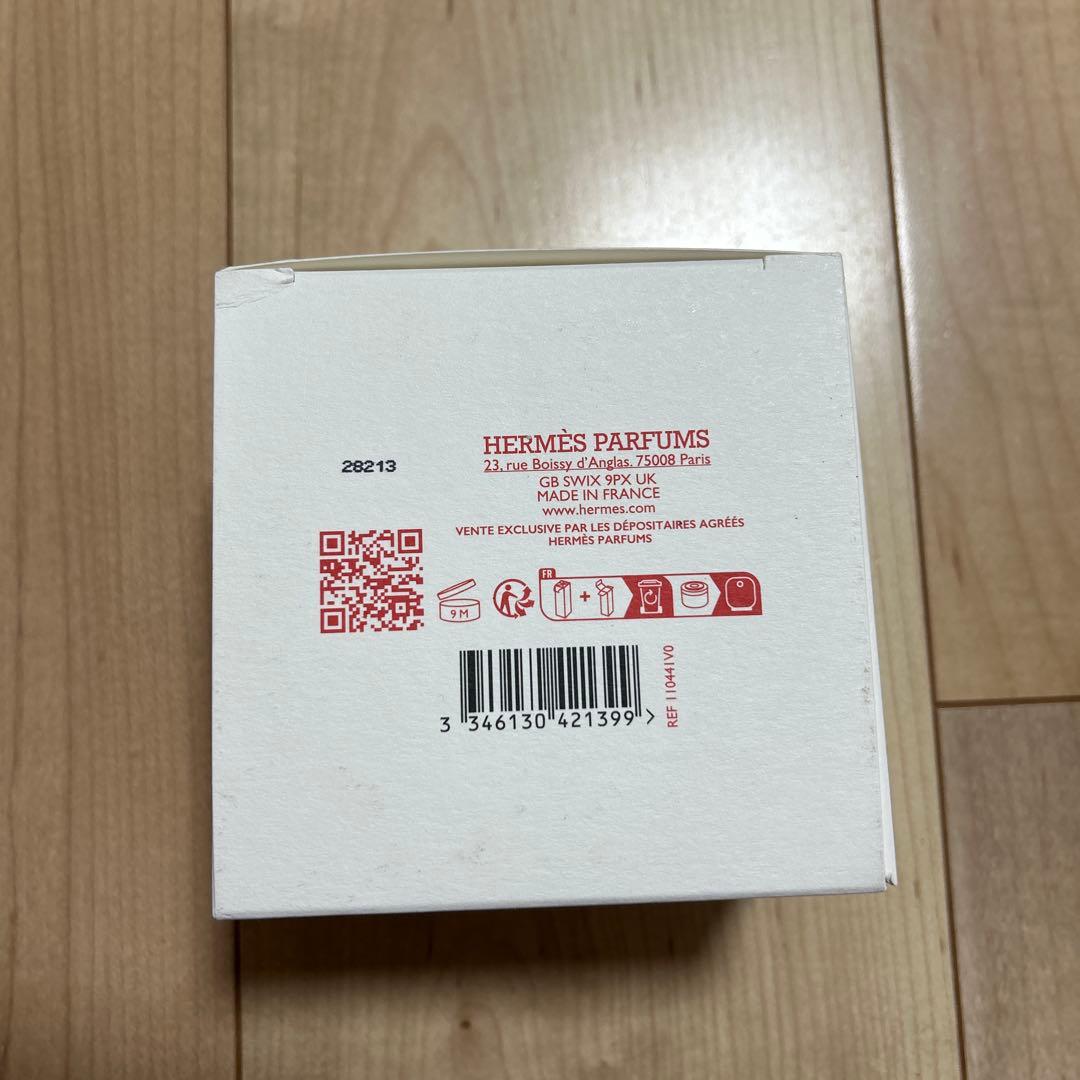 28213
HERMÈS PARFUMS
23, rue Boissy d'Anglas. 75008 Paris
GB SWIX 9PX UK
MADE IN FRANCE
www.hermes.com
VENTE EXCLUSIVE PAR LES DÉPOSITAIRES AGRÉÉS
HERMÈS PARFUMS
9 M
FR
+
3 346130 421399 >
REF 110441V0